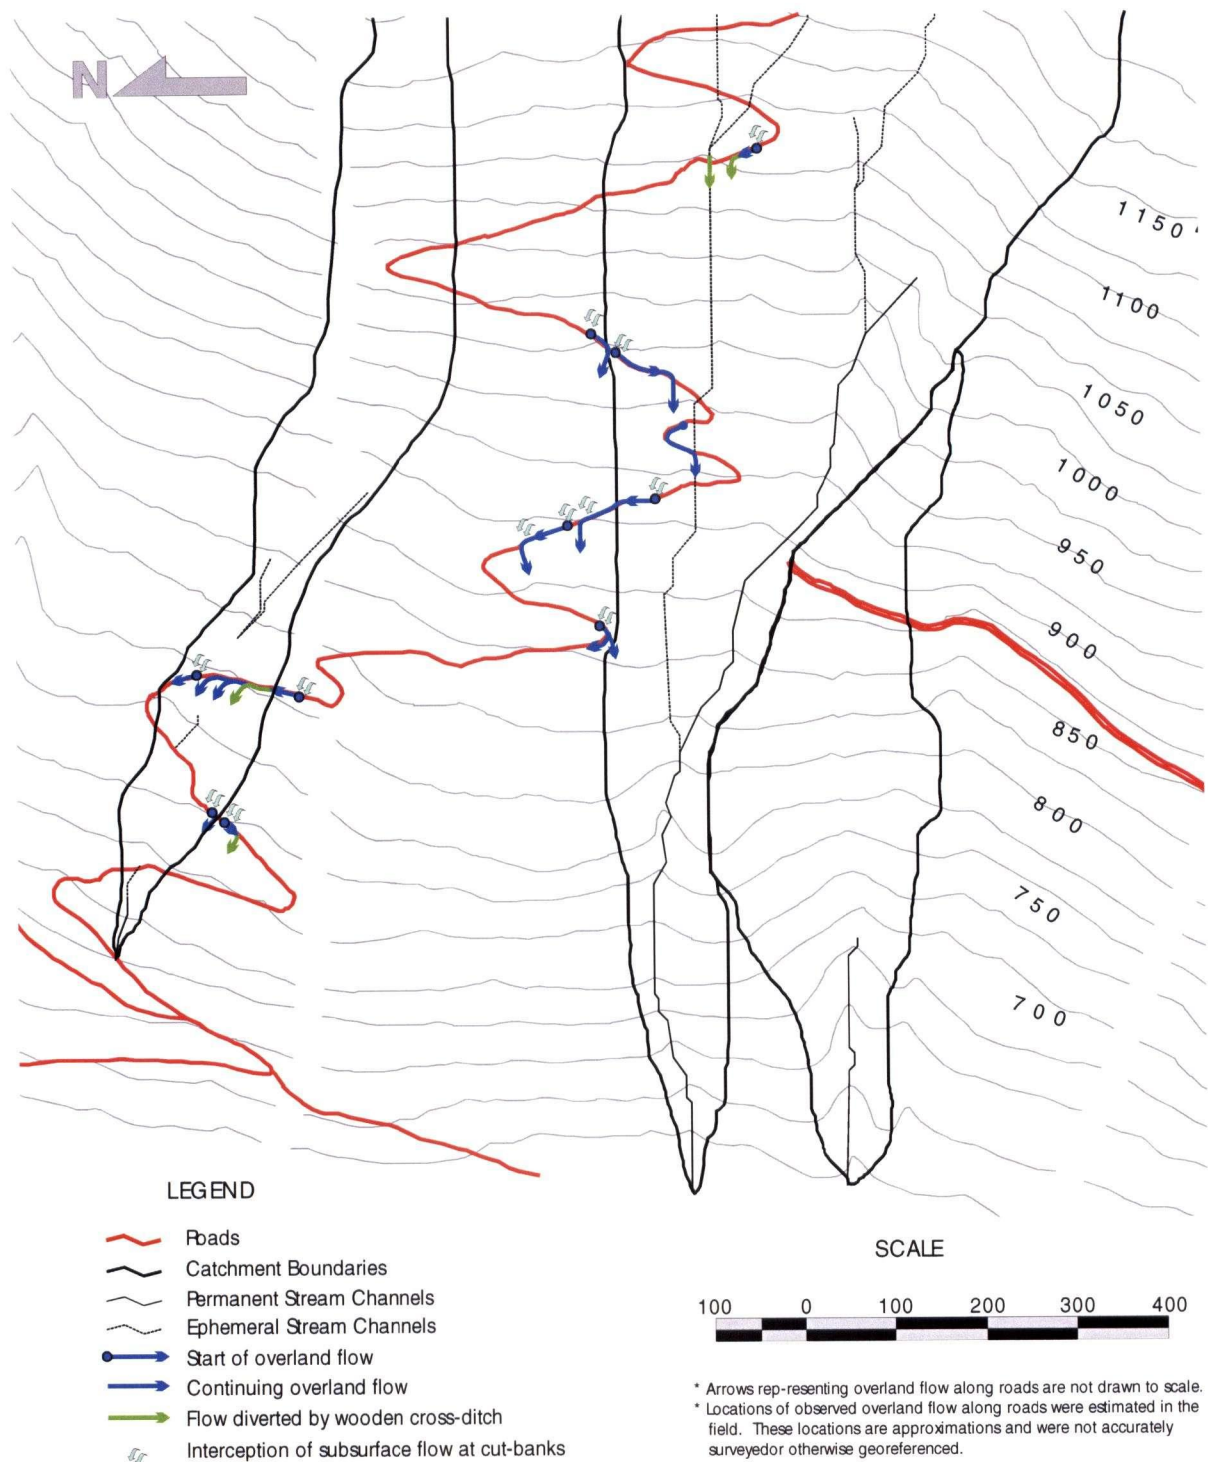 N
1150
1100
1050
1000
950
900
850
800
750
700
LEGEND
Roads
Catchment Boundaries
Permanent Stream Channels
Ephemeral Stream Channels
Start of overland flow
Continuing overland flow
Flow diverted by wooden cross-ditch
Interception of subsurface flow at cut-banks
SCALE
100 0 100 200 300 400
* Arrows rep-resenting overland flow along roads are not drawn to scale.
* Locations of observed overland flow along roads were estimated in the
field. These locations are approximations and were not accurately
surveyedor otherwise georeferenced.